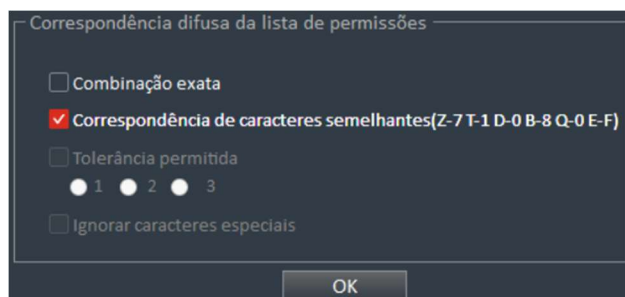 Correspondência difusa da lista de permissões
Combinação exata
Correspondência de caracteres semelhantes(Z-7 T-1 D-0 B-8 Q-0 E-F)
Tolerância permitida
1 2 3
Ignorar caracteres especiais
OK